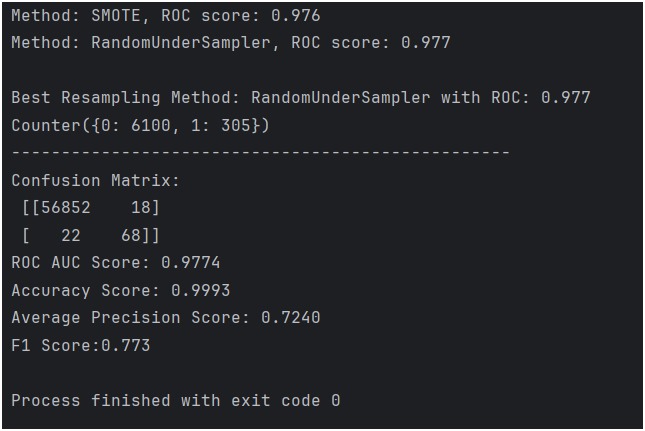 Method: SMOTE, ROC score: 0.976
Method: RandomUnderSampler, ROC score: 0.977
Best Resampling Method: RandomUnderSampler with ROC: 0.977
Counter({0: 6100, 1: 305})
--------------------------------------------------
Confusion Matrix:
[[56852    18]
[   22    68]]
ROC AUC Score: 0.9774
Accuracy Score: 0.9993
Average Precision Score: 0.7240
F1 Score:0.773
Process finished with exit code 0